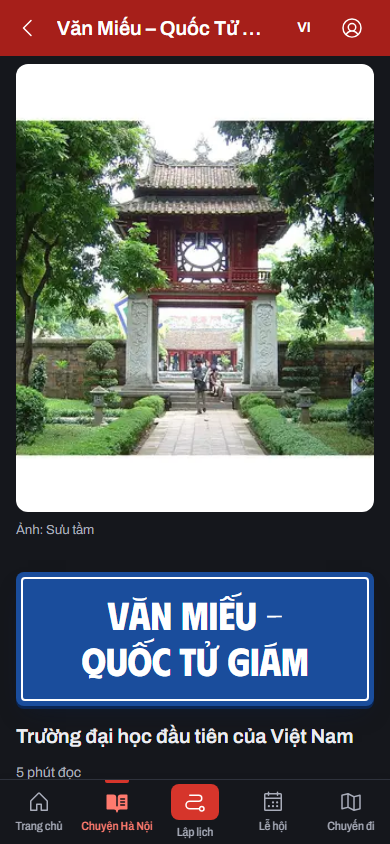 Văn Miếu – Quốc Tử ...
VI
Ảnh: Sưu tầm
VĂN MIẾU –
QUỐC TỬ GIÁM
Trường đại học đầu tiên của Việt Nam
5 phút đọc
Trang chủ
Chuyện Hà Nội
Lập lịch
Lễ hội
Chuyến đi